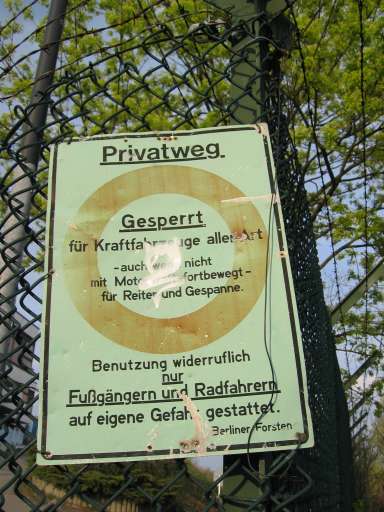 Privatweg.
Gesperrt
für Kraftfahrzeuge aller Art
-auch wenn nicht
mit Motor fortbewegt-
für Reiter und Gespanne.
Benutzung widerruflich
nur
Fußgängern und Radfahrern
auf eigene Gefahr gestattet.
Berliner Forsten